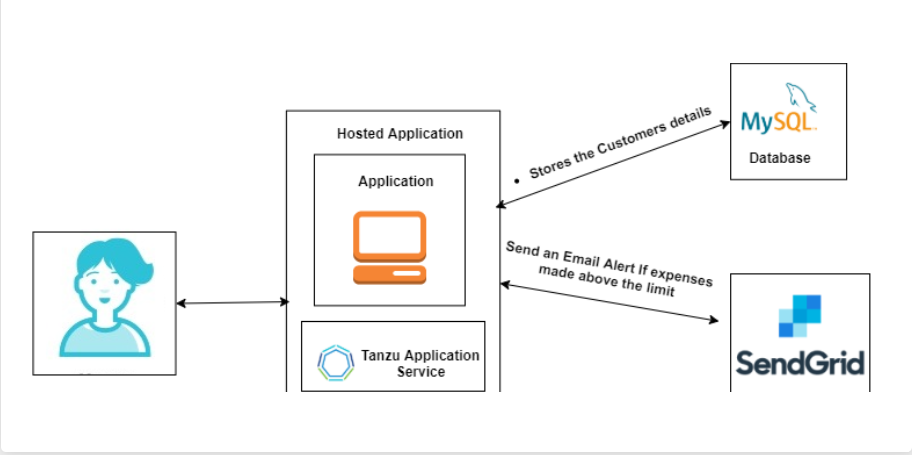 Hosted Application
Application
Tanzu Application
Service
• Stores the Customers details
Send an Email Alert If expenses
made above the limit
MySQL
Database
SendGrid